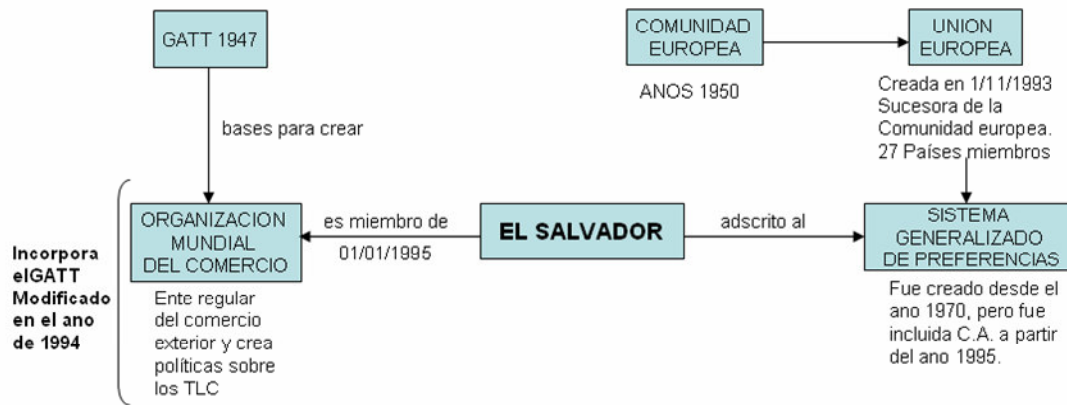 GATT 1947
COMUNIDAD
EUROPEA
UNION
EUROPEA
ANOS 1950
Creada en 1/11/1993
Sucesora de la
Comunidad europea.
27 Países miembros
bases para crear
Incorpora
elGATT
Modificado
en el ano
de 1994
ORGANIZACION
MUNDIAL
DEL COMERCIO
es miembro de
01/01/1995
EL SALVADOR
adscrito al
SISTEMA
GENERALIZADO
DE PREFERENCIAS
Ente regular
del comercio
exterior y crea
políticas sobre
los TLC
Fue creado desde el
ano 1970, pero fue
incluida C.A. a partir
del ano 1995.